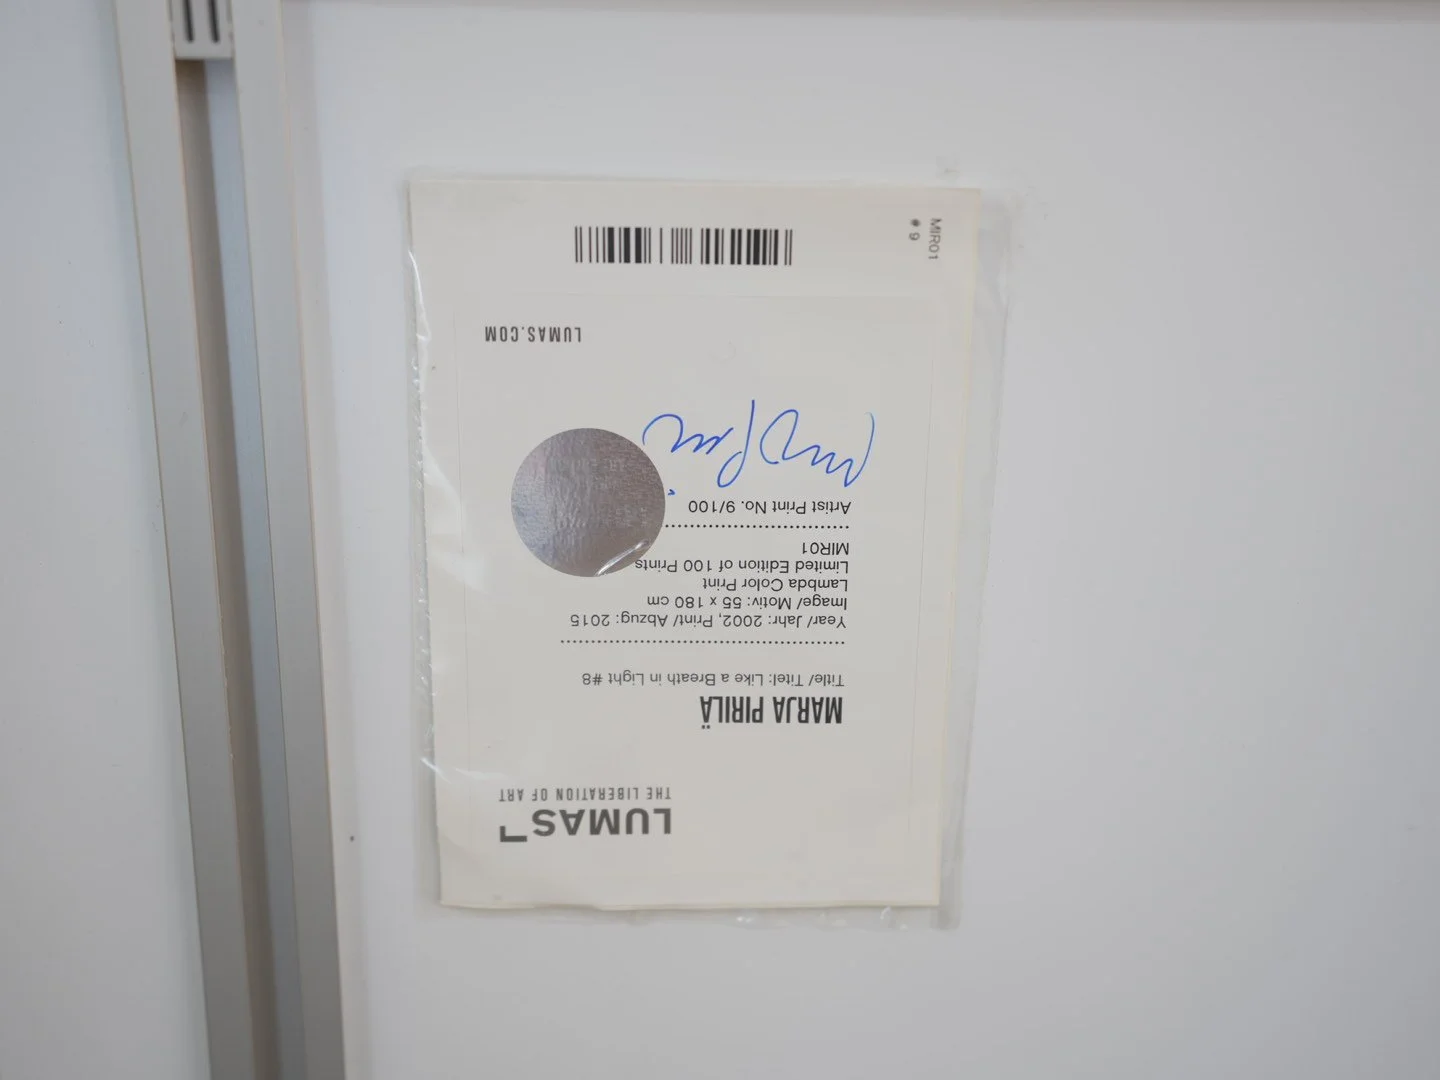 LUMAS
THE LIBERATION OF ART
MARJA PIRILÄ
Title/ Titel: Like a Breath in Light #8
Year/ Jahr: 2002, Print/ Abzug: 2015
Image/ Motiv: 55 x 180 cm
Lambda Color Print
Limited Edition of 100 Prints
MIR01
Artist Print No. 9/100
LUMAS.COM
MIR01
# 9